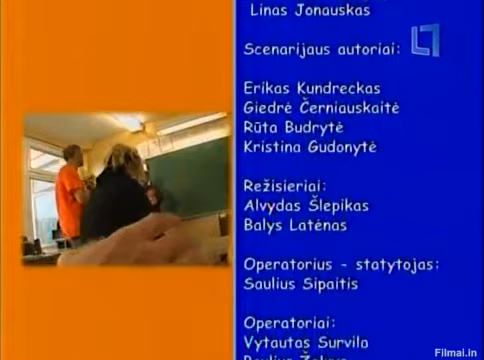 Linas Jonauskas
Scenarijaus autoriai:
Erikas Kundreckas
Giedrė Černiauskaitė
Rūta Budrytė
Kristina Gudonytė
Režisieriai:
Alvydas Šlepikas
Balys Latėnas
Operatorius - statytojas:
Saulius Sipaitis
Operatoriai:
Vytautas Survila
Filmai.in